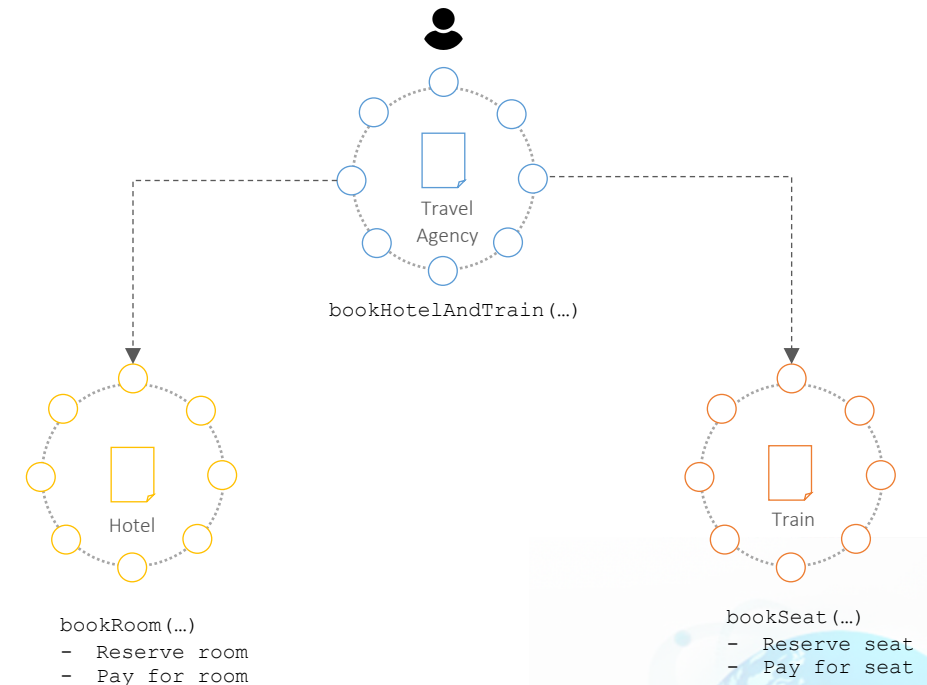 Travel
Agency
bookHotelAndTrain(…)
Hotel
Train
bookRoom(…)
- Reserve room
- Pay for room
bookSeat(…)
- Reserve seat
- Pay for seat